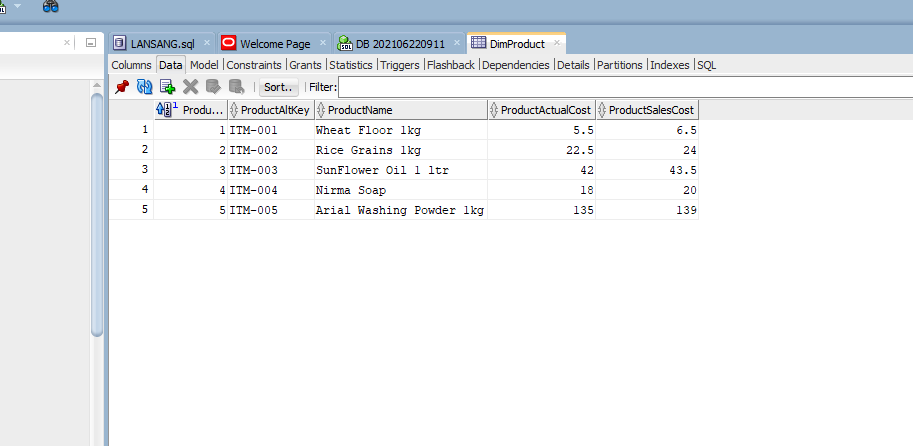 SQL
LANSANG.sql Welcome Page DB 202106220911 DimProduct
Columns Data Model Constraints Grants Statistics Triggers Flashback Dependencies Details Partitions Indexes SQL
Sort.. Filter:
Produ... ProductAltKey ProductName ProductActualCost ProductSalesCost
1 1 ITM-001 Wheat Floor 1kg 5.5 6.5
2 2 ITM-002 Rice Grains 1kg 22.5 24
3 3 ITM-003 SunFlower Oil 1 ltr 42 43.5
4 4 ITM-004 Nirma Soap 18 20
5 5 ITM-005 Arial Washing Powder 1kg 135 139